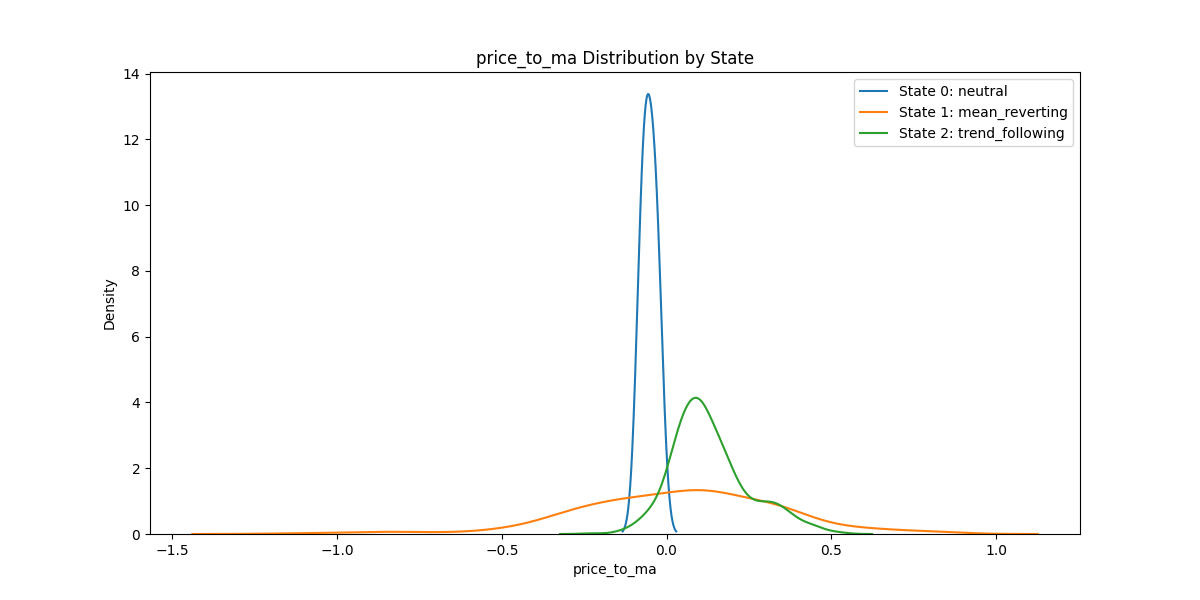 price_to_ma Distribution by State
State 0: neutral
State 1: mean_reverting
State 2: trend_following
Density
14
12
10
8
6
4
2
0
−1.5 −1.0 −0.5 0.0 0.5 1.0
price_to_ma